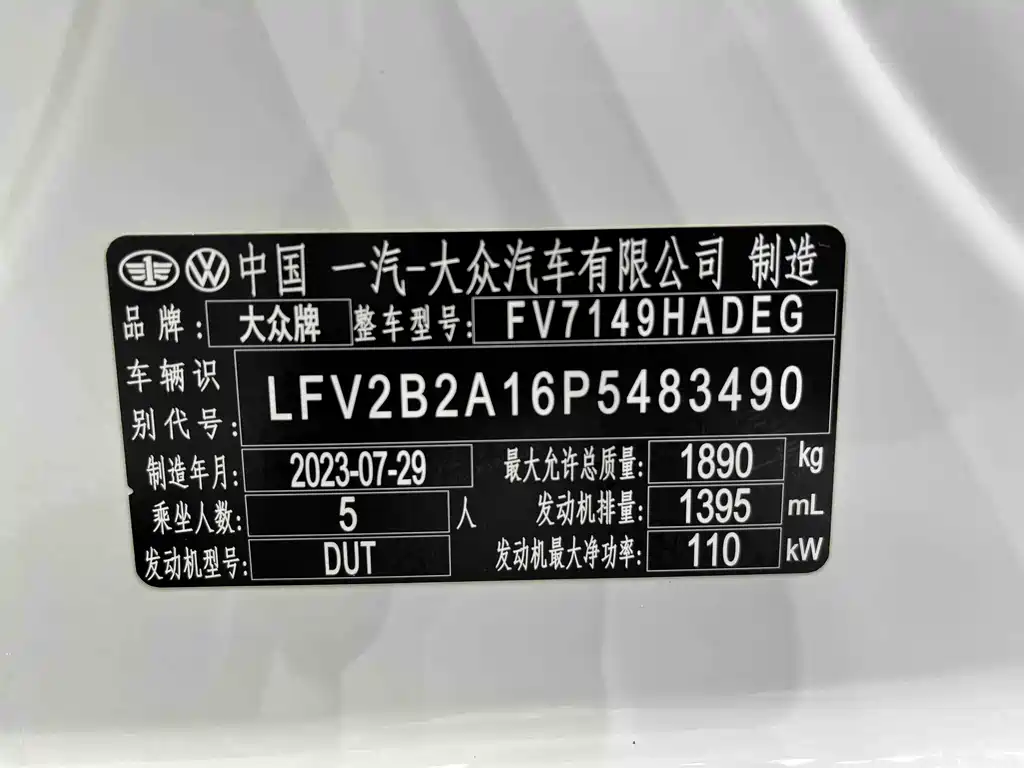 中国 一汽-大众汽车有限公司 制造
品牌: 大众牌 整车型号: FV7149HADEG
车辆识别代号: LFV2B2A16P5483490
制造年月: 2023-07-29 最大允许总质量: 1890 kg
乘坐人数: 5 人 发动机排量: 1395 mL
发动机型号: DUT 发动机最大净功率: 110 kW